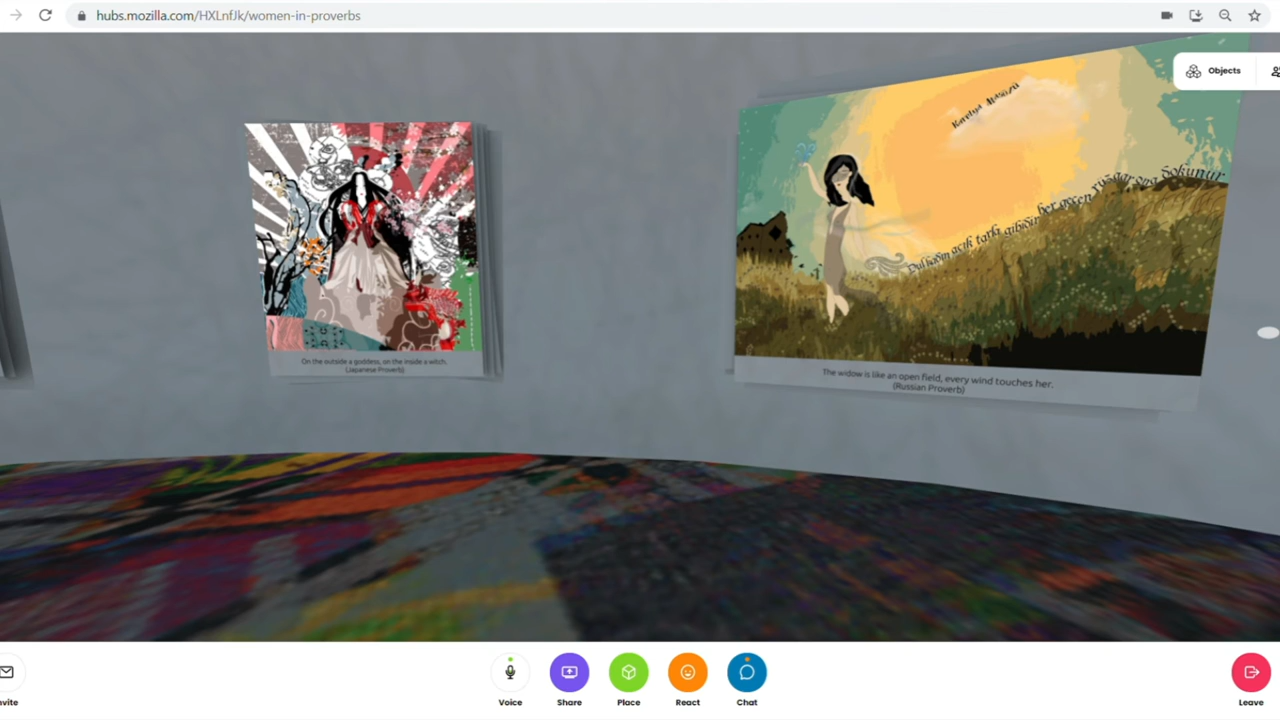 hubs.mozilla.com/HXLnfJk/women-in-proverbs
Objects
On the outside a goddess, on the inside a witch.
(Japanese Proverb)
Dul kadın açık tarla gibidir her geçen rüzgar ona dokunur
The widow is like an open field, every wind touches her.
(Russian Proverb)
nvite
Voice
Share
Place
React
Chat
Leave